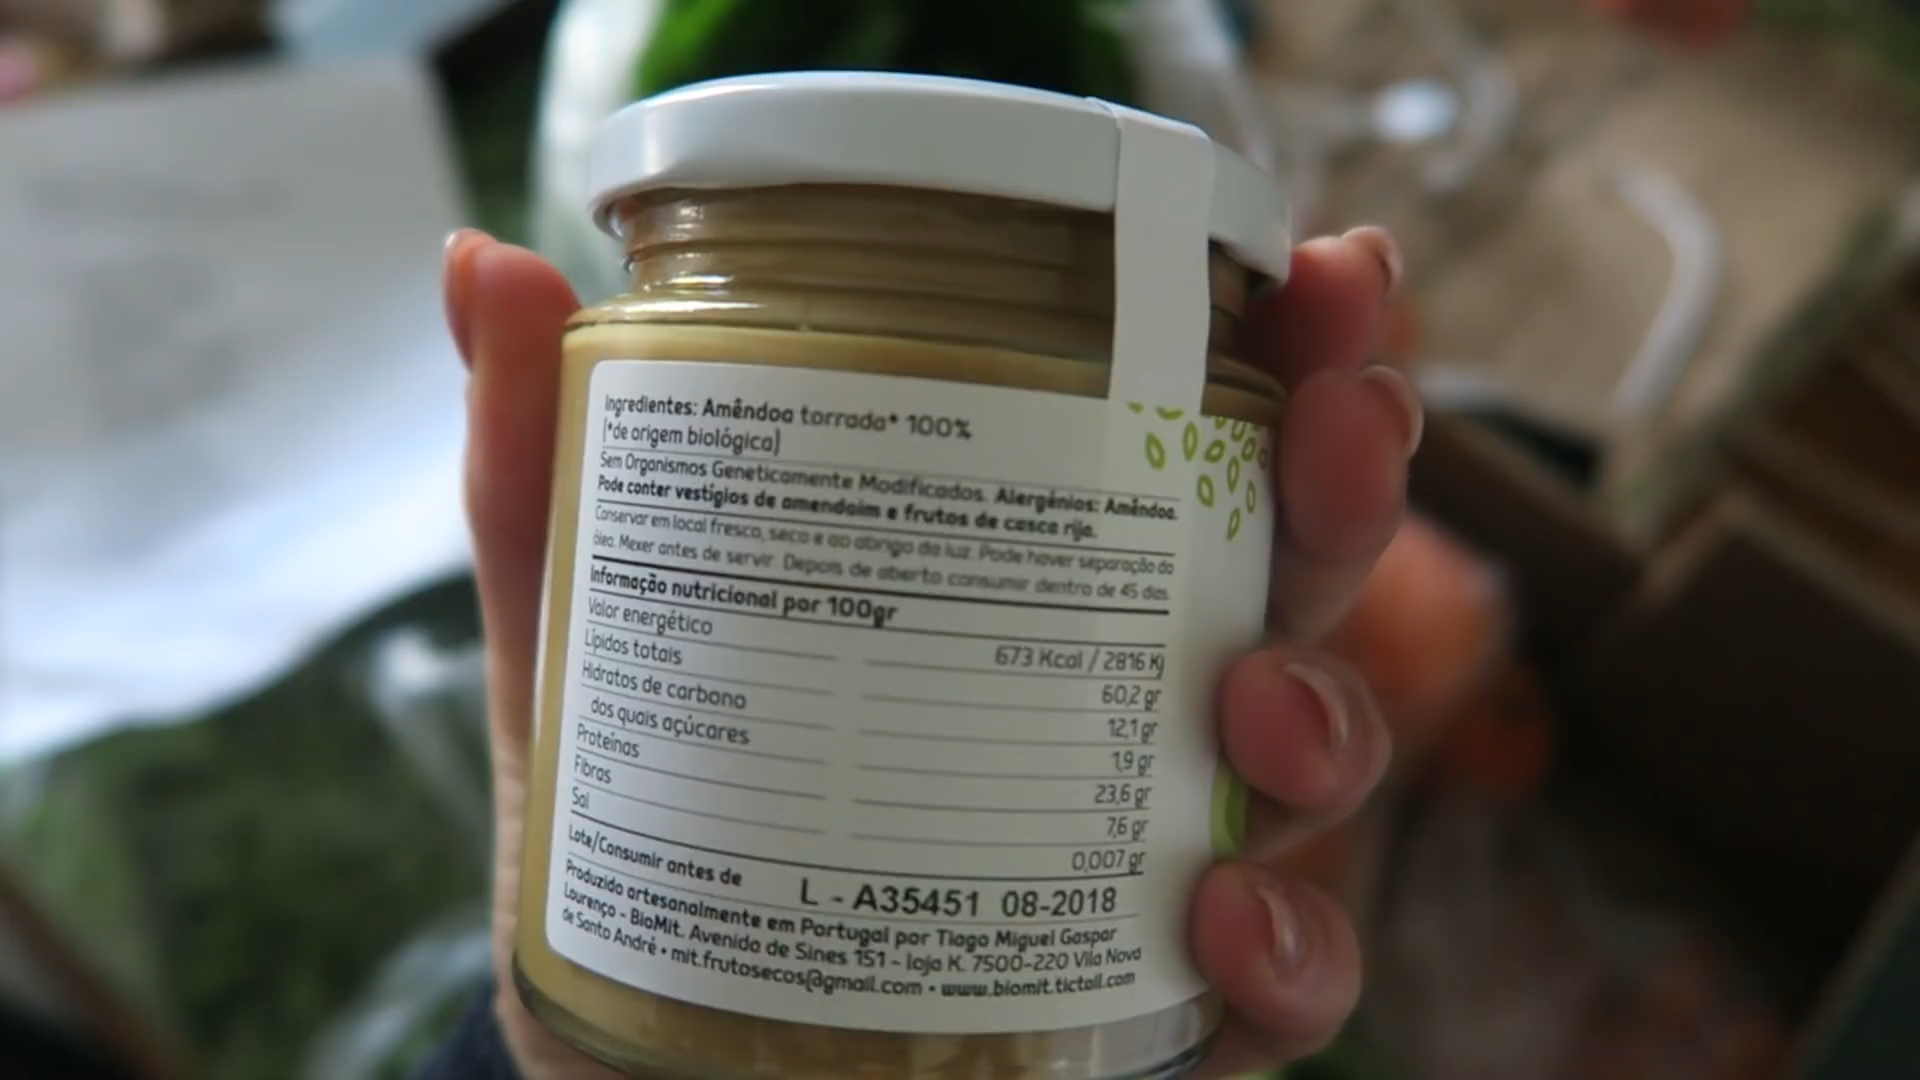 Ingredientes: Amêndoa torrada* 100%
(*de origem biológica)
Sem Organismos Geneticamente Modificados. Alergénios: Amêndoa.
Pode conter vestígios de amendoim e frutos de casca rija.
Conservar em local fresco, seco e ao abrigo da luz. Pode haver separação do
óleo. Mexer antes de servir. Depois de aberto consumir dentro de 45 dias.
Informação nutricional por 100gr
Valor energético 673 Kcal / 2816 Kj
Lípidos totais 60,2 gr
Hidratos de carbono 12,1 gr
dos quais açúcares 1,9 gr
Proteínas 23,6 gr
Fibras 7,6 gr
Sal 0,007 gr
Lote/Consumir antes de L - A35451 08-2018
Produzido artesanalmente em Portugal por Tiago Miguel Gaspar
Lourenço - BioMit. Avenida de Sines 151 - loja K. 7500-220 Vila Nova
de Santo André • mit.frutosecos@gmail.com • www.biomit.tictail.com